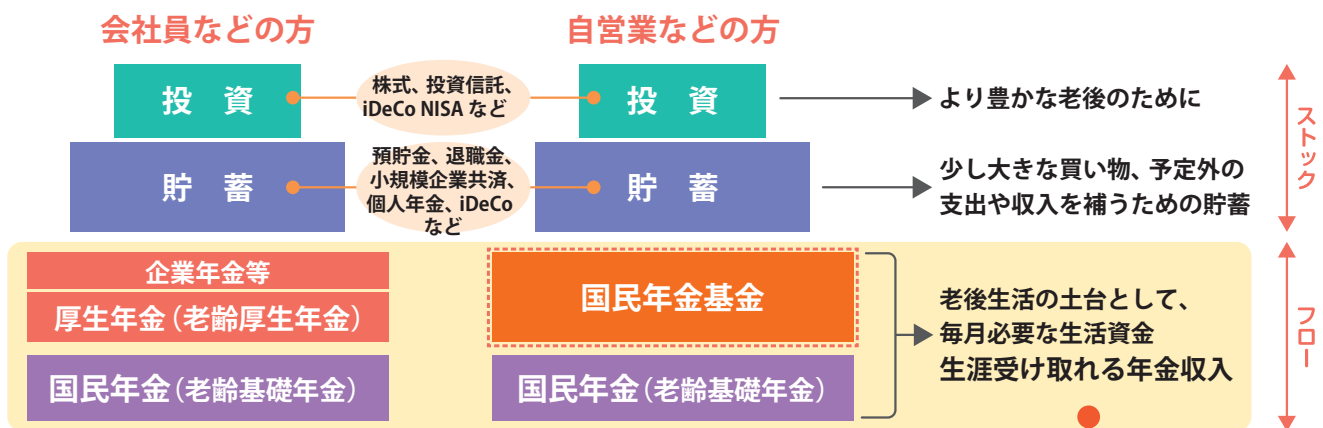 会社員などの方
自営業などの方
投 資
株式、投資信託、
iDeCo NISA など
投 資
より豊かな老後のために
貯 蓄
預貯金、退職金、
小規模企業共済、
個人年金、iDeCo
など
貯 蓄
少し大きな買い物、予定外の
支出や収入を補うための貯蓄
ストック
企業年金等
厚生年金（老齢厚生年金）
国民年金（老齢基礎年金）
国民年金基金
国民年金（老齢基礎年金）
老後生活の土台として、
毎月必要な生活資金
生涯受け取れる年金収入
フロー